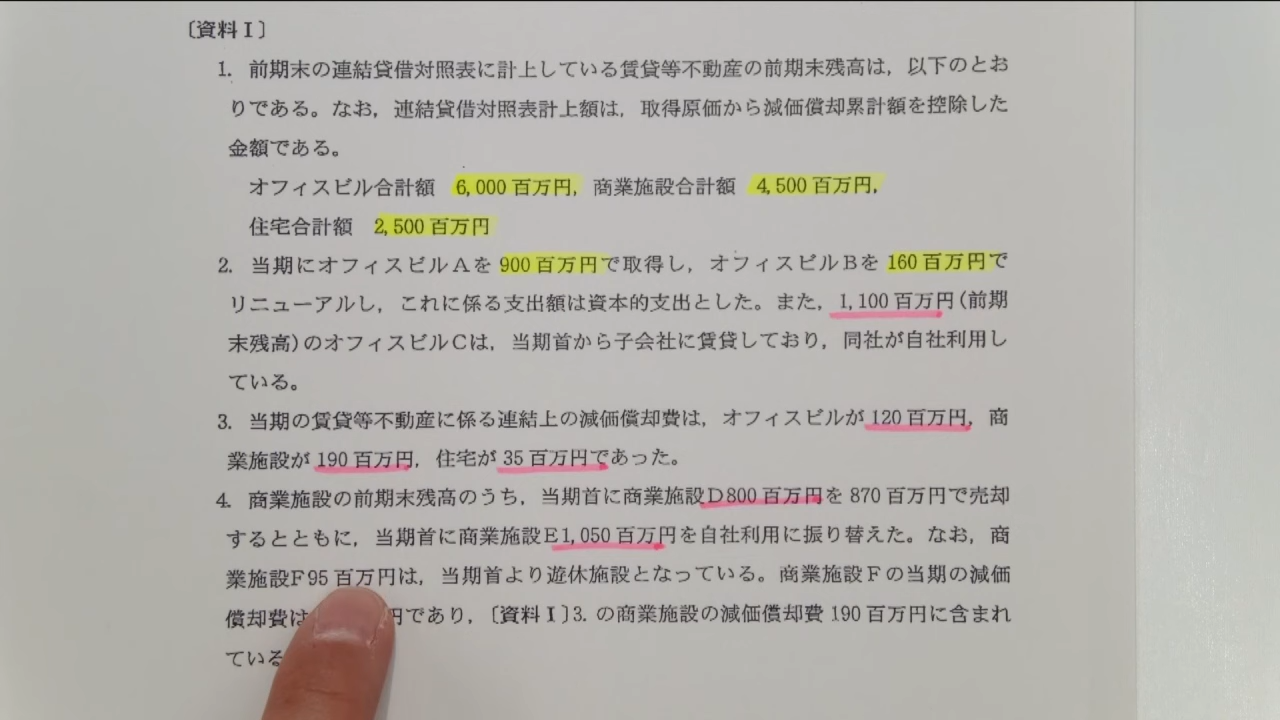 〔資料Ⅰ〕
1. 前期末の連結貸借対照表に計上している賃貸等不動産の前期末残高は，以下のとお
りである。なお，連結貸借対照表計上額は，取得原価から減価償却累計額を控除した
金額である。
オフィスビル合計額 6,000百万円，商業施設合計額 4,500百万円，
住宅合計額 2,500百万円
2. 当期にオフィスビルAを900百万円で取得し，オフィスビルBを160百万円で
リニューアルし，これに係る支出額は資本的支出とした。また，1,100百万円(前期
末残高)のオフィスビルCは，当期首から子会社に賃貸しており，同社が自社利用し
ている。
3. 当期の賃貸等不動産に係る連結上の減価償却費は，オフィスビルが120百万円，商
業施設が190百万円，住宅が35百万円であった。
4. 商業施設の前期末残高のうち，当期首に商業施設D800百万円を870百万円で売却
するとともに，当期首に商業施設E1,050百万円を自社利用に振り替えた。なお，商
業施設F95百万円は，当期首より遊休施設となっている。商業施設Fの当期の減価
償却費は 円であり，〔資料Ⅰ〕3. の商業施設の減価償却費190百万円に含まれ
ている